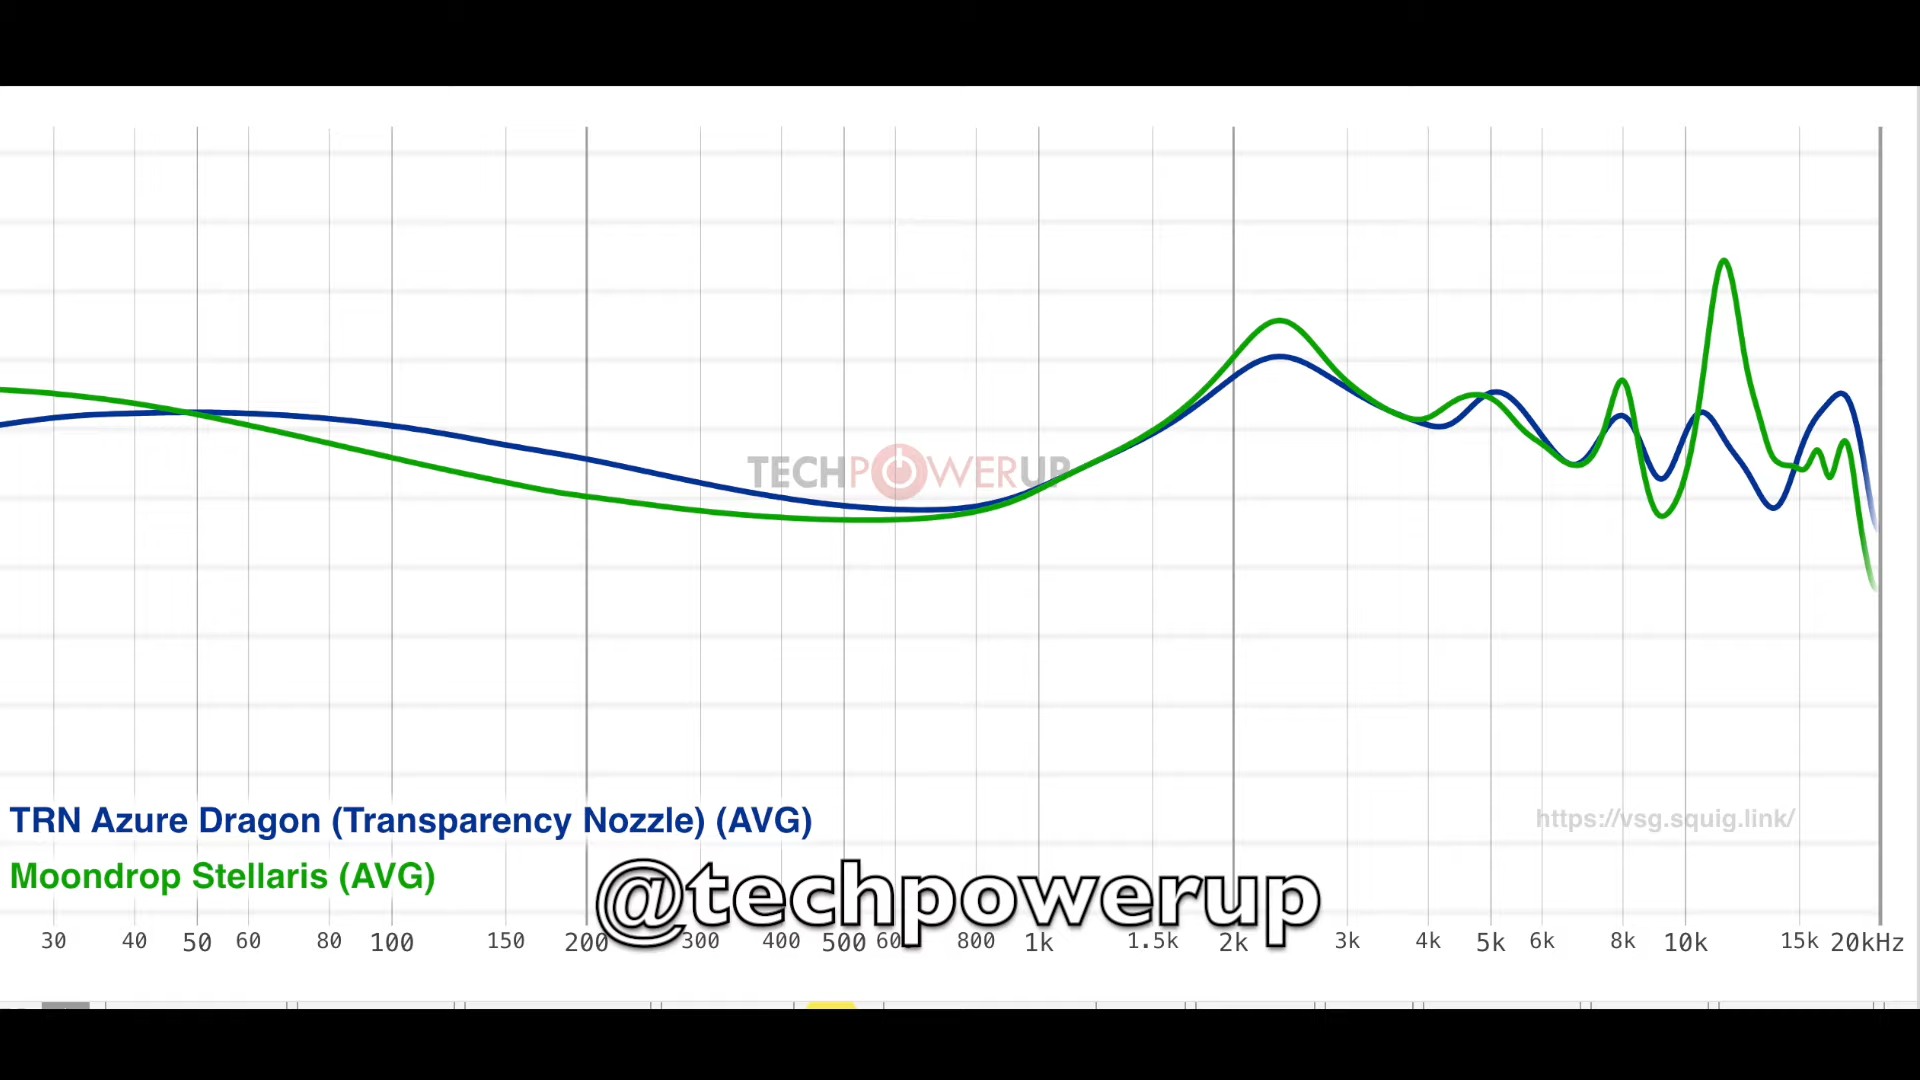 TECHPOWERUP
TRN Azure Dragon (Transparency Nozzle) (AVG)
https://vsg.squig.link/
Moondrop Stellaris (AVG)
@techpowerup
30 40 50 60 80 100 150 200 300 400 500 60 800 1k 1.5k 2k 3k 4k 5k 6k 8k 10k 15k 20kHz